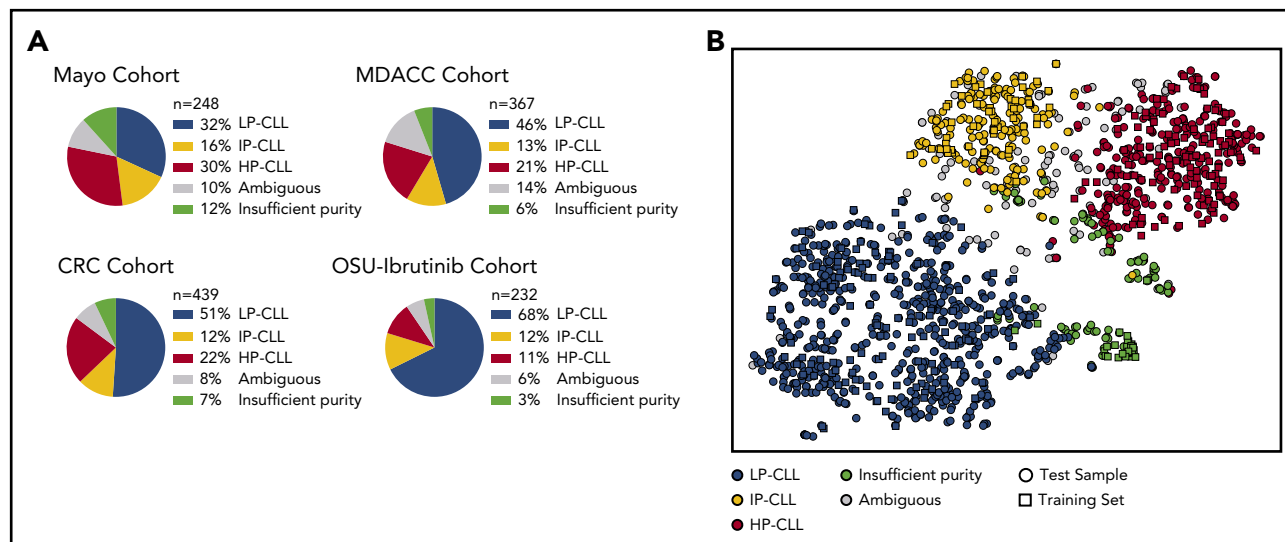 A
Mayo Cohort
n=248
32% LP-CLL
16% IP-CLL
30% HP-CLL
10% Ambiguous
12% Insufficient purity
MDACC Cohort
n=367
46% LP-CLL
13% IP-CLL
21% HP-CLL
14% Ambiguous
6% Insufficient purity
CRC Cohort
n=439
51% LP-CLL
12% IP-CLL
22% HP-CLL
8% Ambiguous
7% Insufficient purity
OSU-Ibrutinib Cohort
n=232
68% LP-CLL
12% IP-CLL
11% HP-CLL
6% Ambiguous
3% Insufficient purity
B
LP-CLL
IP-CLL
HP-CLL
Insufficient purity
Ambiguous
Test Sample
Training Set